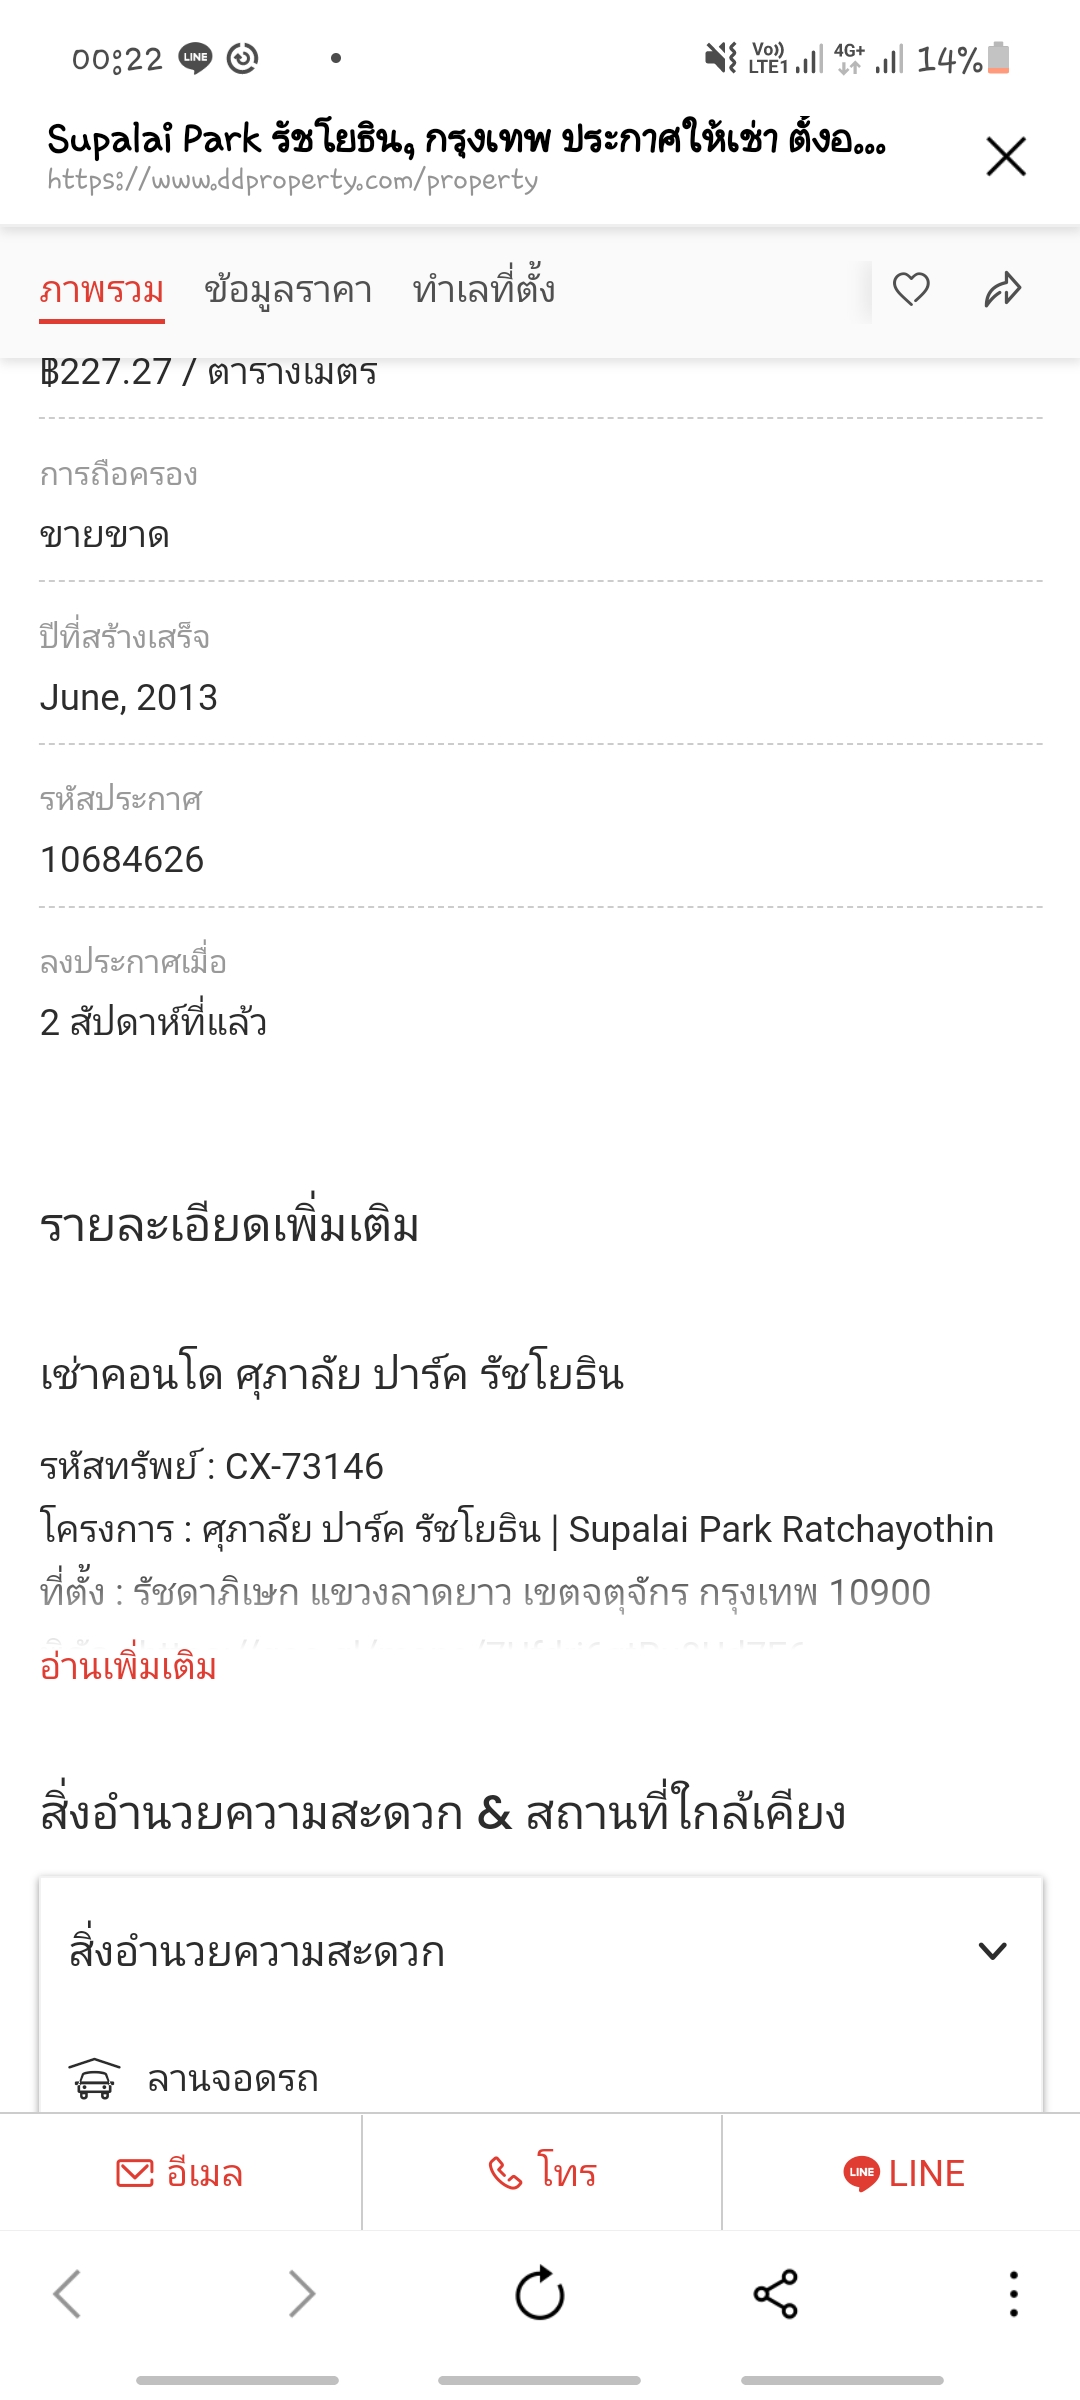 00:22
LINE
Vo))
LTE1
4G+
14%
Supalai Park รัชโยธิน, กรุงเทพ ประกาศให้เช่า ตั้งอ...
https://www.ddproperty.com/property
ภาพรวม ข้อมูลราคา ทำเลที่ตั้ง
฿227.27 / ตารางเมตร
การถือครอง
ขายขาด
ปีที่สร้างเสร็จ
June, 2013
รหัสประกาศ
10684626
ลงประกาศเมื่อ
2 สัปดาห์ที่แล้ว
รายละเอียดเพิ่มเติม
เช่าคอนโด ศุภาลัย ปาร์ค รัชโยธิน
รหัสทรัพย์ : CX-73146
โครงการ : ศุภาลัย ปาร์ค รัชโยธิน | Supalai Park Ratchayothin
ที่ตั้ง : รัชดาภิเษก แขวงลาดยาว เขตจตุจักร กรุงเทพ 10900
อ่านเพิ่มเติม
สิ่งอำนวยความสะดวก & สถานที่ใกล้เคียง
สิ่งอำนวยความสะดวก
ลานจอดรถ
อีเมล
โทร
LINE LINE